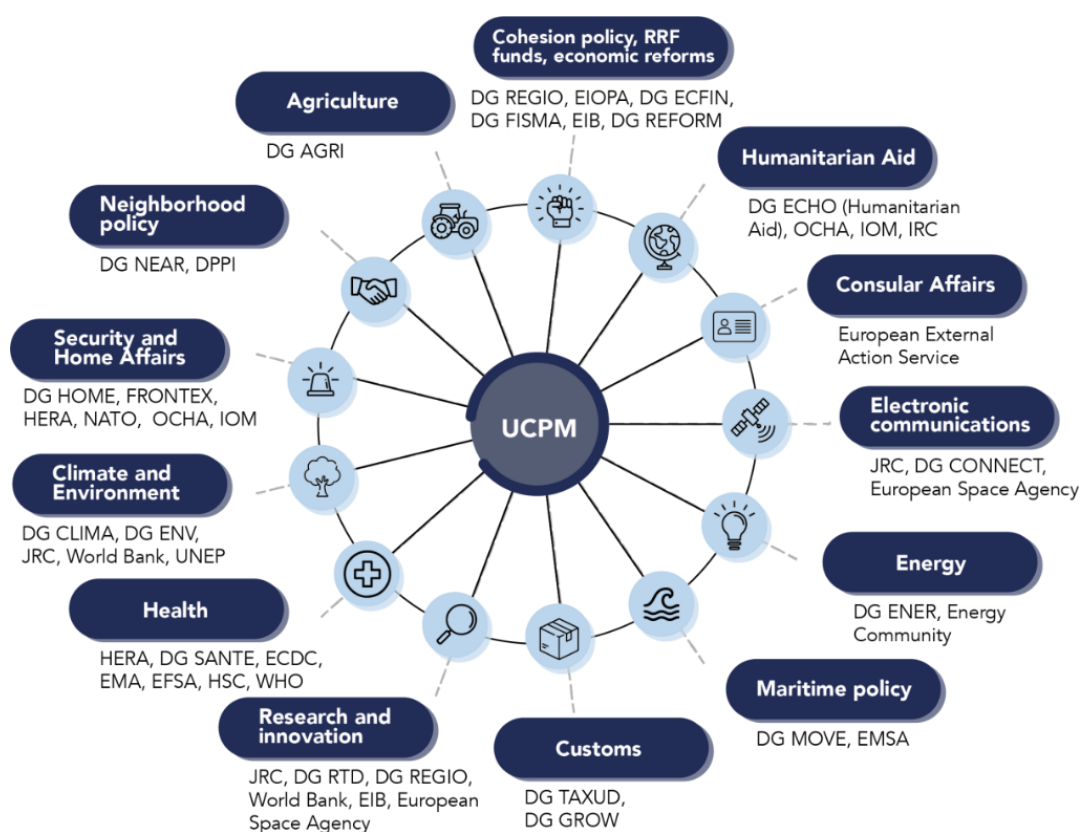 Cohesion policy, RRF
funds, economic reforms
DG REGIO, EIOPA, DG ECFIN,
DG FISMA, EIB, DG REFORM
Agriculture
DG AGRI
Humanitarian Aid
DG ECHO (Humanitarian
Aid), OCHA, IOM, IRC
Neighborhood
policy
DG NEAR, DPPI
Consular Affairs
European External
Action Service
Security and
Home Affairs
DG HOME, FRONTEX,
HERA, NATO, OCHA, IOM
UCPM
Electronic
communications
JRC, DG CONNECT,
European Space Agency
Climate and
Environment
DG CLIMA, DG ENV,
JRC, World Bank, UNEP
Energy
DG ENER, Energy
Community
Health
HERA, DG SANTE, ECDC,
EMA, EFSA, HSC, WHO
Maritime policy
DG MOVE, EMSA
Research and
innovation
JRC, DG RTD, DG REGIO,
World Bank, EIB, European
Space Agency
Customs
DG TAXUD,
DG GROW